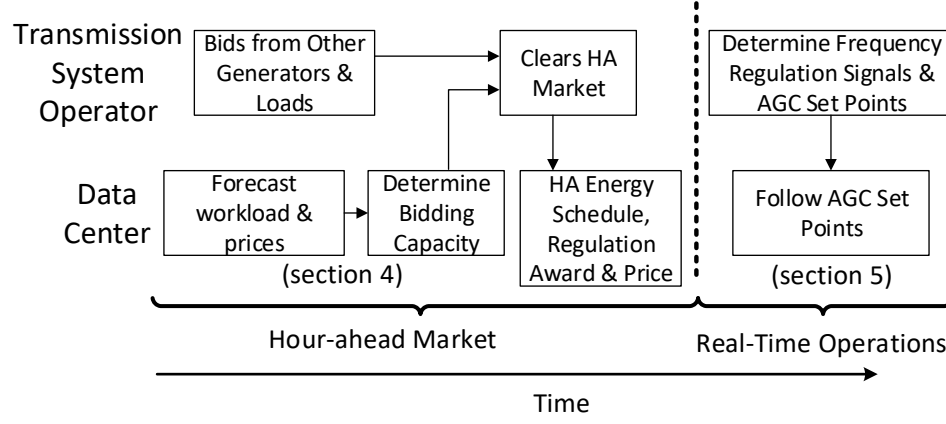 Transmission
System
Operator
Bids from Other
Generators &
Loads
Clears HA
Market
Determine Frequency
Regulation Signals &
AGC Set Points
Data
Center
Forecast
workload &
prices
Determine
Bidding
Capacity
HA Energy
Schedule,
Regulation
Award & Price
Follow AGC Set
Points
(section 4)
(section 5)
Hour-ahead Market
Real-Time Operations
Time